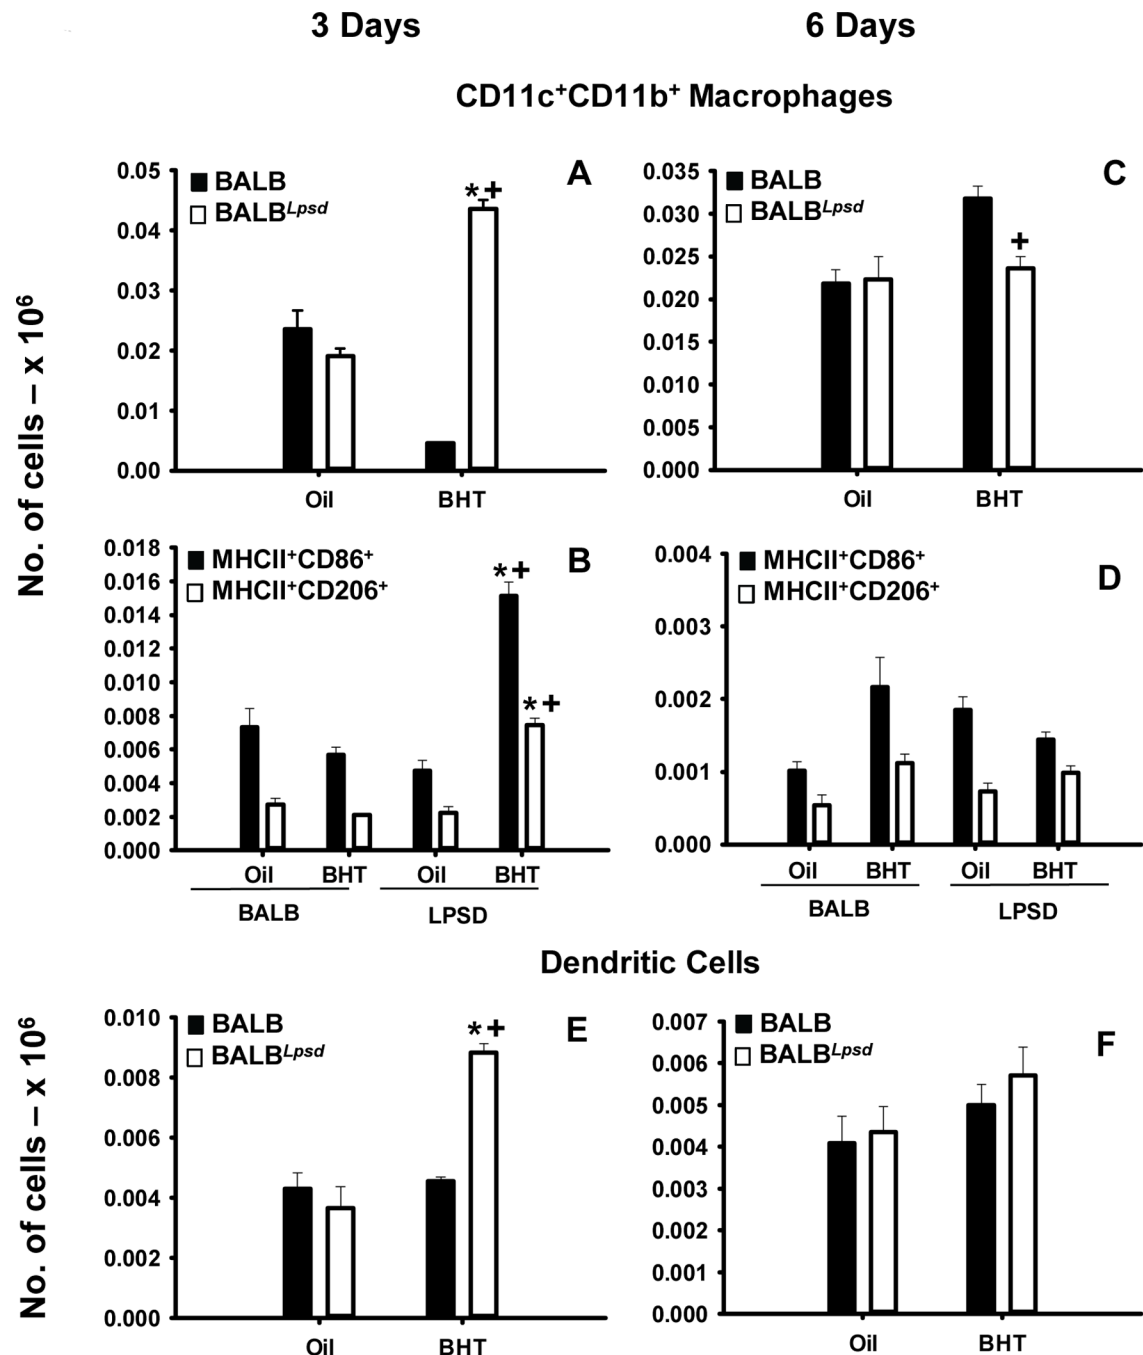 3 Days 6 Days
CD11c⁺CD11b⁺ Macrophages
No. of cells – x 10⁶
A
BALB
BALB^Lpsd
* +
0.05
0.04
0.03
0.02
0.01
0.00
Oil BHT
C
BALB
BALB^Lpsd
+
0.035
0.030
0.025
0.020
0.015
0.010
0.005
0.000
Oil BHT
B
MHCII⁺CD86⁺
MHCII⁺CD206⁺
* +
* +
0.018
0.016
0.014
0.012
0.010
0.008
0.006
0.004
0.002
0.000
Oil BHT Oil BHT
BALB LPSD
D
MHCII⁺CD86⁺
MHCII⁺CD206⁺
0.004
0.003
0.002
0.001
0.000
Oil BHT Oil BHT
BALB LPSD
Dendritic Cells
No. of cells – x 10⁶
E
BALB
BALB^Lpsd
* +
0.010
0.008
0.006
0.004
0.002
0.000
Oil BHT
F
BALB
BALB^Lpsd
0.007
0.006
0.005
0.004
0.003
0.002
0.001
0.000
Oil BHT